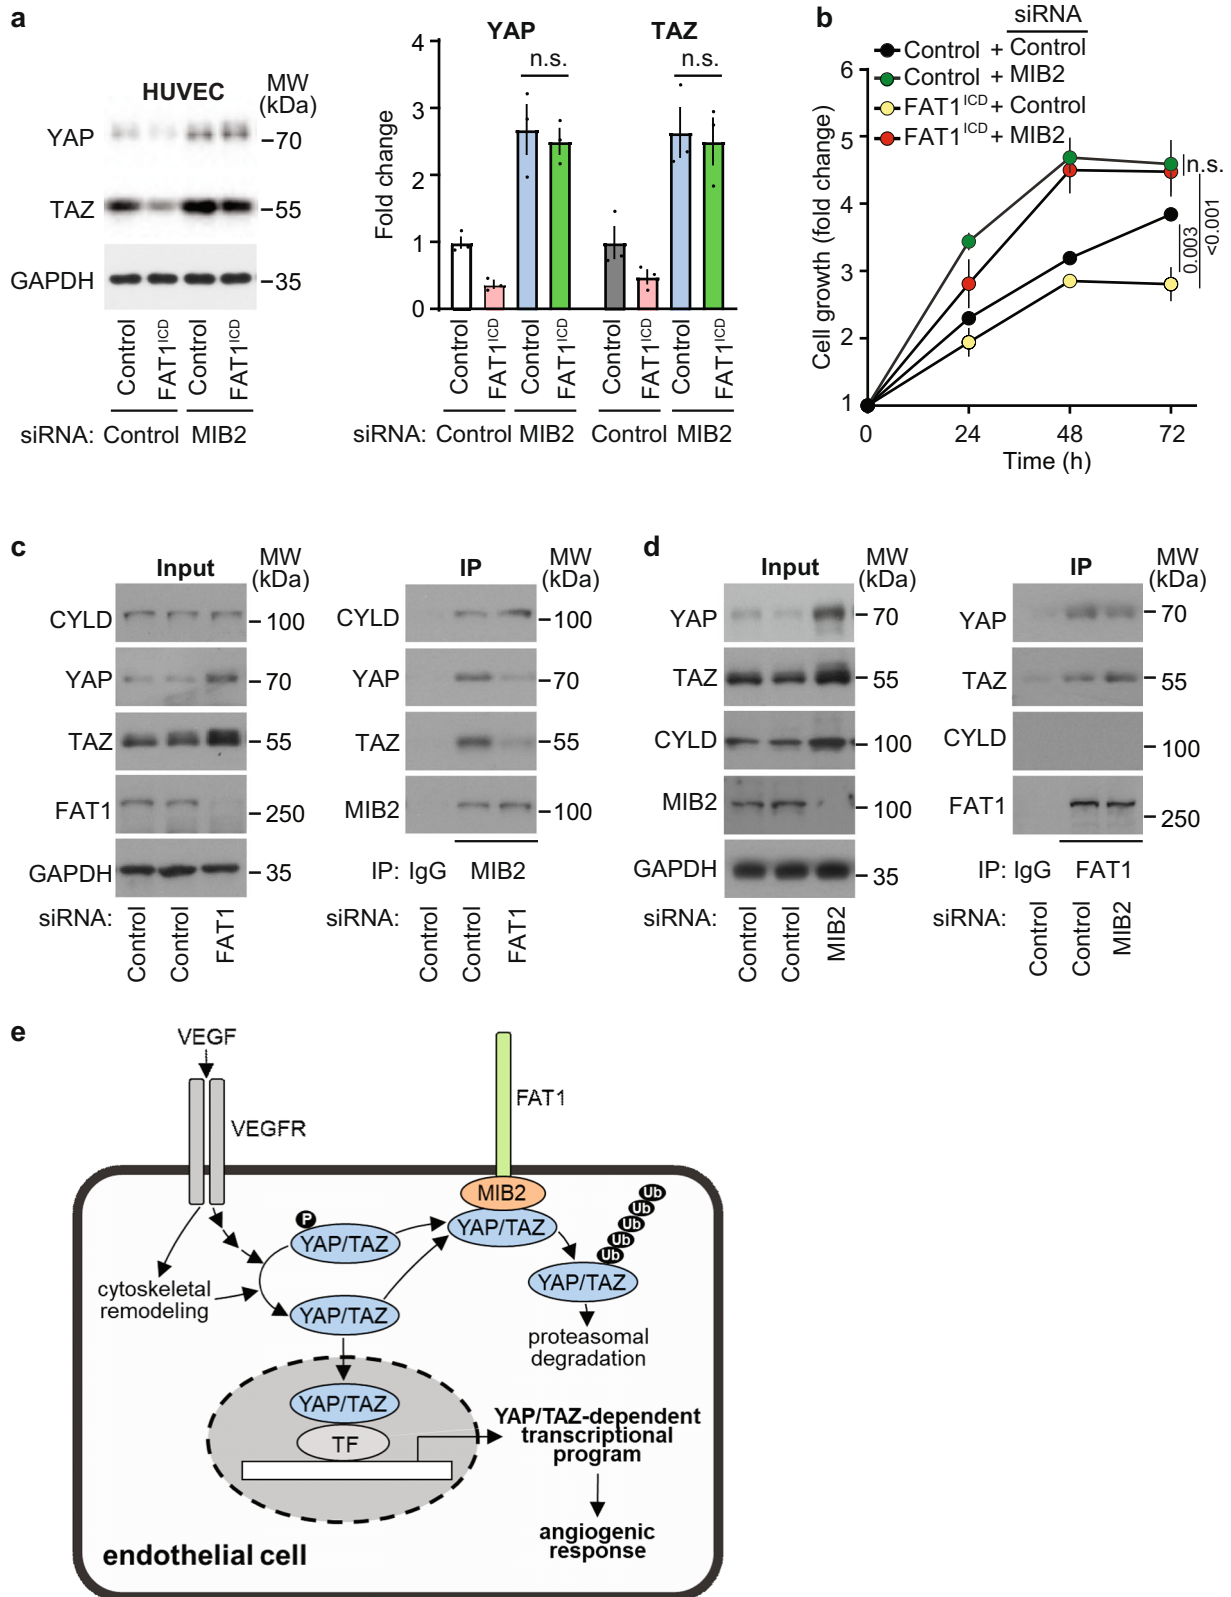 a
HUVEC
MW
(kDa)
YAP
70
TAZ
55
GAPDH
35
Control
FAT1ICD
Control
FAT1ICD
siRNA: Control MIB2
YAP TAZ
n.s. n.s.
Fold change
4
3
2
1
0
Control
FAT1ICD
Control
FAT1ICD
Control
FAT1ICD
Control
FAT1ICD
siRNA: Control MIB2 Control MIB2
b
siRNA
Control + Control
Control + MIB2
FAT1ICD + Control
FAT1ICD + MIB2
Cell growth (fold change)
6
5
4
3
2
1
0 24 48 72
Time (h)
n.s.
0.003
<0.001
c
Input
MW
(kDa)
CYLD
100
YAP
70
TAZ
55
FAT1
250
GAPDH
35
siRNA:
Control
Control
FAT1
IP
MW
(kDa)
CYLD
100
YAP
70
TAZ
55
MIB2
100
IP: IgG MIB2
siRNA:
Control
Control
FAT1
d
Input
MW
(kDa)
YAP
70
TAZ
55
CYLD
100
MIB2
100
GAPDH
35
siRNA:
Control
Control
MIB2
IP
MW
(kDa)
YAP
70
TAZ
55
CYLD
100
FAT1
250
IP: IgG FAT1
siRNA:
Control
Control
MIB2
e
VEGF
VEGFR
FAT1
MIB2
YAP/TAZ
P
YAP/TAZ
Ub
Ub
Ub
Ub
YAP/TAZ
cytoskeletal
remodeling
YAP/TAZ
proteasomal
degradation
YAP/TAZ
TF
YAP/TAZ-dependent
transcriptional
program
angiogenic
response
endothelial cell